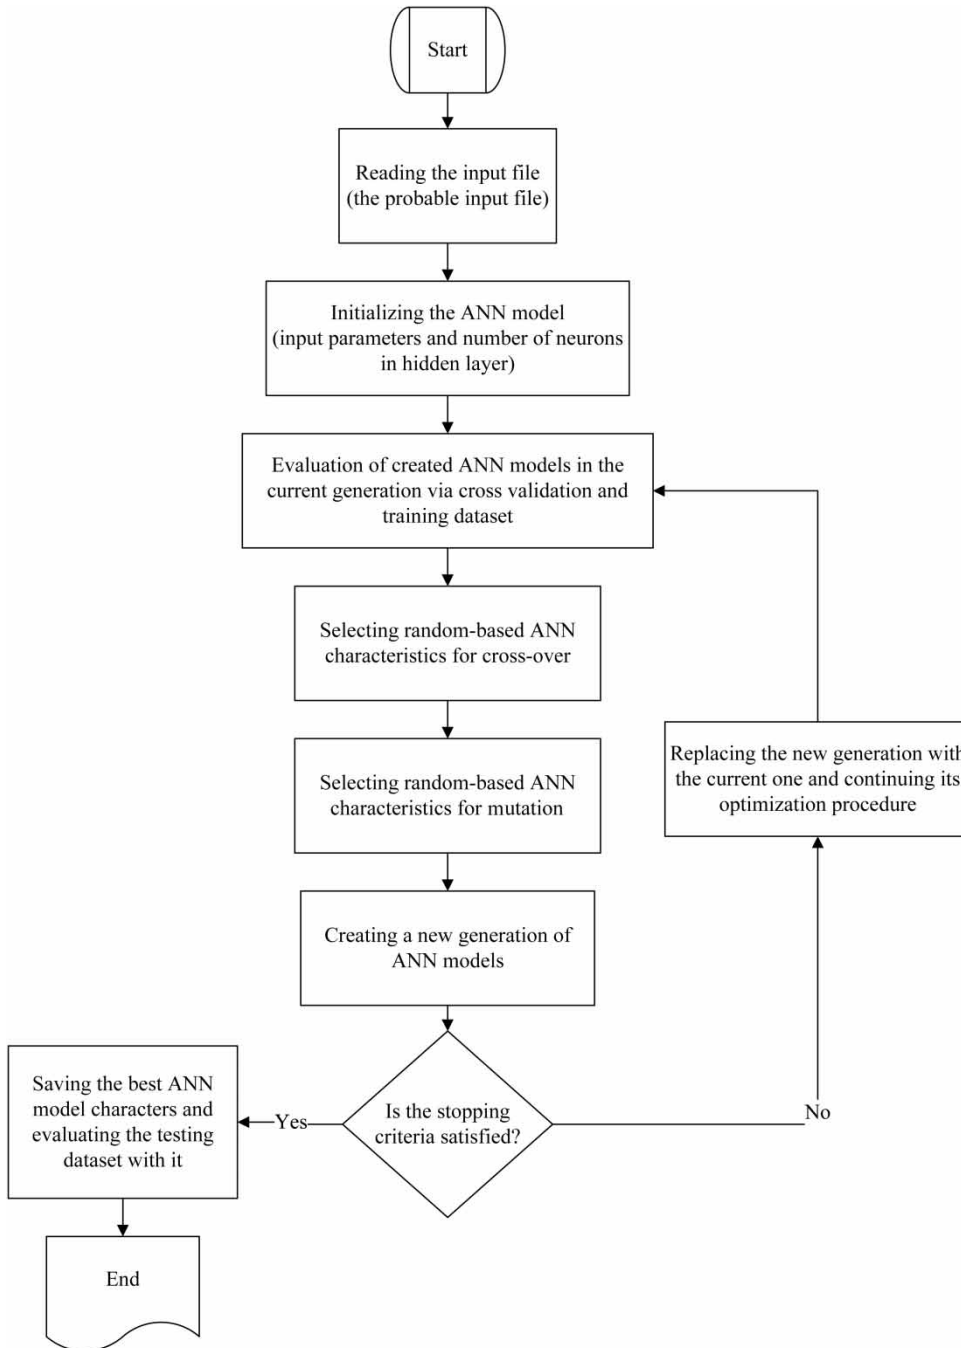 Start
Reading the input file
(the probable input file)
Initializing the ANN model
(input parameters and number of neurons
in hidden layer)
Evaluation of created ANN models in the
current generation via cross validation and
training dataset
Selecting random-based ANN
characteristics for cross-over
Selecting random-based ANN
characteristics for mutation
Replacing the new generation with
the current one and continuing its
optimization procedure
Creating a new generation of
ANN models
Is the stopping
criteria satisfied?
Yes
No
Saving the best ANN
model characters and
evaluating the testing
dataset with it
End